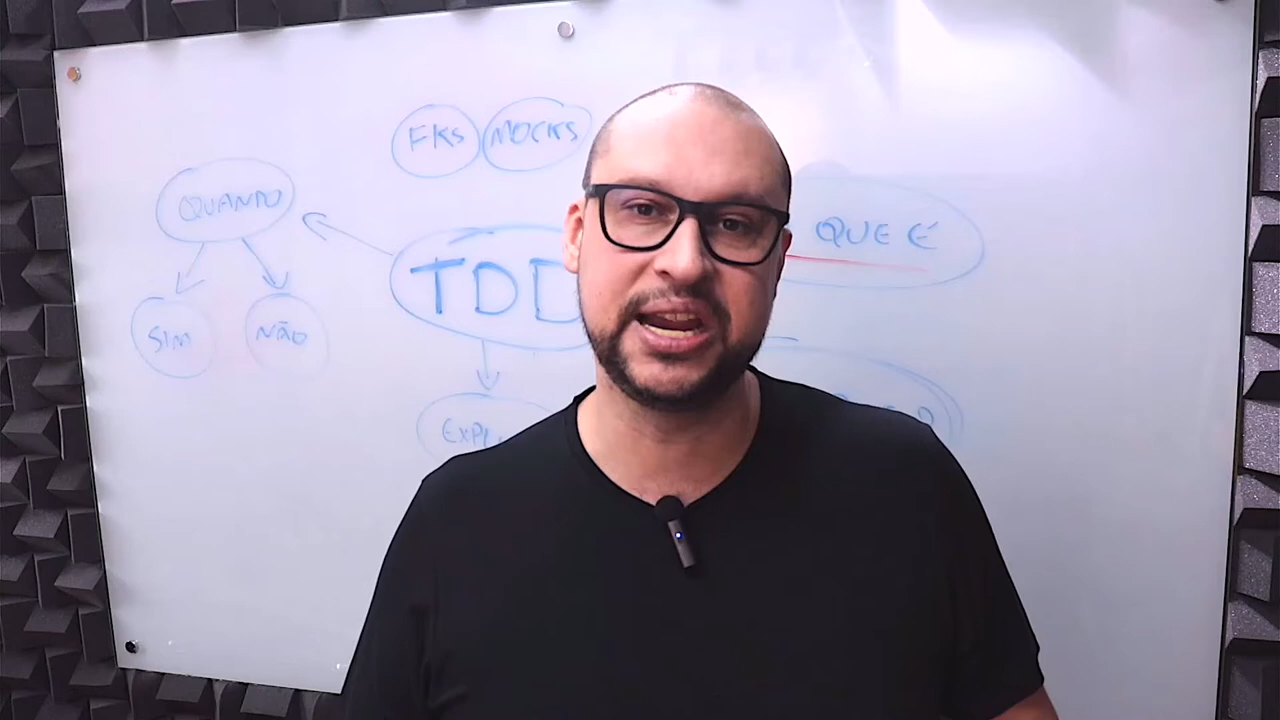 FKs MOCKS
QUANDO
TDD
QUE É
SIM
NÃO